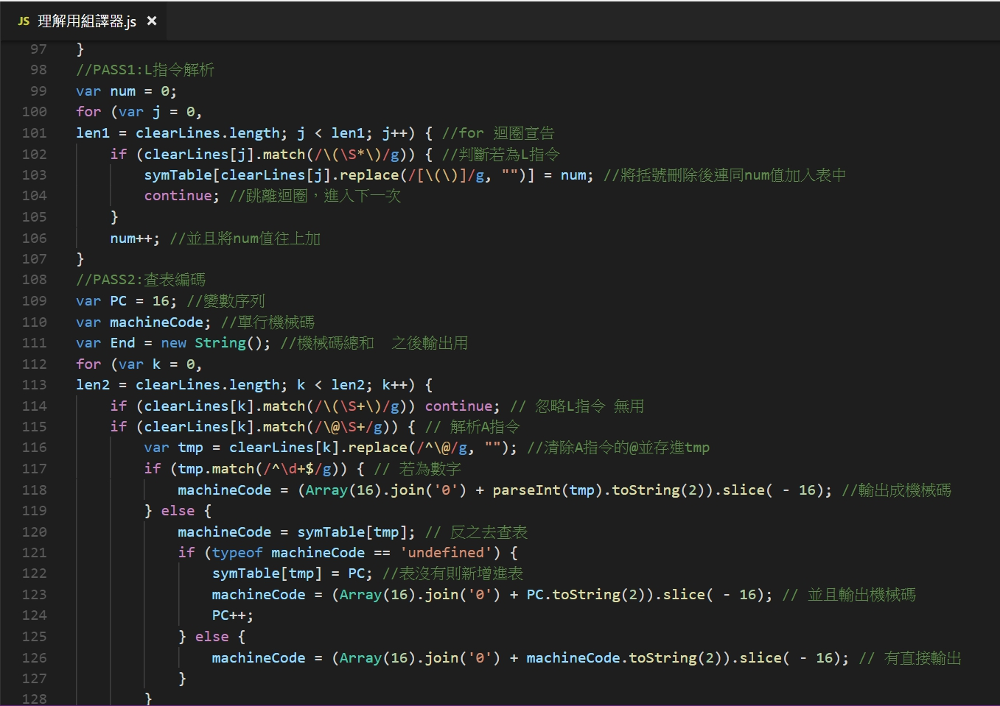 JS 理解用組譯器.js ×
97 }
98 //PASS1:L指令解析
99 var num = 0;
100 for (var j = 0,
101 len1 = clearLines.length; j < len1; j++) { //for 迴圈宣告
102 if (clearLines[j].match(/\(\S*\)/g)) { //判斷若為L指令
103 symTable[clearLines[j].replace(/[\(\)]/g, "")] = num; //將括號刪除後連同num值加入表中
104 continue; //跳離迴圈，進入下一次
105 }
106 num++; //並且將num值往上加
107 }
108 //PASS2:查表編碼
109 var PC = 16; //變數序列
110 var machineCode; //單行機械碼
111 var End = new String(); //機械碼總和  之後輸出用
112 for (var k = 0,
113 len2 = clearLines.length; k < len2; k++) {
114 if (clearLines[k].match(/\(\S+\)/g)) continue; // 忽略L指令 無用
115 if (clearLines[k].match(/\@\S+/g)) { // 解析A指令
116 var tmp = clearLines[k].replace(/^\@/g, ""); //清除A指令的@並存進tmp
117 if (tmp.match(/^\d+$/g)) { // 若為數字
118 machineCode = (Array(16).join('0') + parseInt(tmp).toString(2)).slice( - 16); //輸出成機械碼
119 } else {
120 machineCode = symTable[tmp]; // 反之去查表
121 if (typeof machineCode == 'undefined') {
122 symTable[tmp] = PC; //表沒有則新增進表
123 machineCode = (Array(16).join('0') + PC.toString(2)).slice( - 16); // 並且輸出機械碼
124 PC++;
125 } else {
126 machineCode = (Array(16).join('0') + machineCode.toString(2)).slice( - 16); // 有直接輸出
127 }
128 }